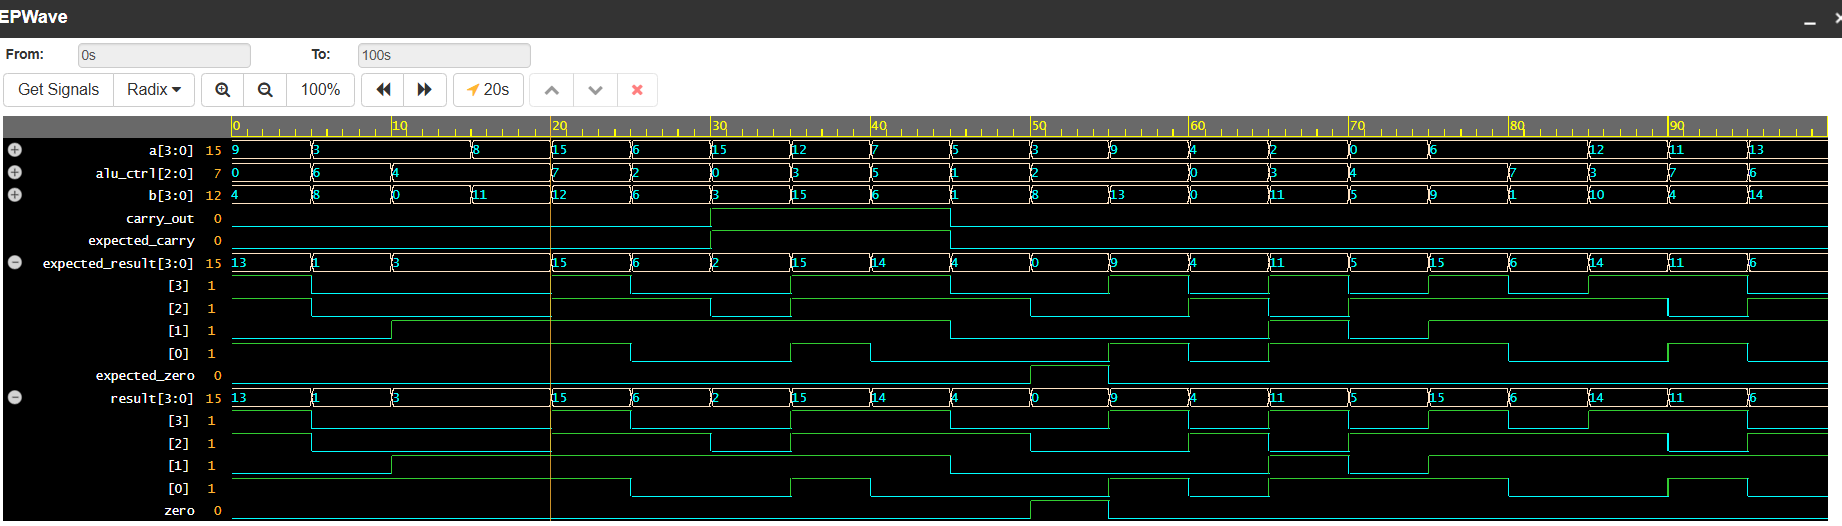 EPWave
From: 0s To: 100s
Get Signals Radix 100% 20s
0 10 20 30 40 50 60 70 80 90
a[3:0] 15 9 3 8 15 6 15 12 7 5 3 9 4 2 0 6 12 11 13
alu_ctrl[2:0] 7 0 6 4 7 2 0 3 5 1 2 0 3 4 7 3 7 6
b[3:0] 12 4 8 0 11 12 6 3 15 6 1 8 13 0 11 5 9 1 10 4 14
carry_out 0
expected_carry 0
expected_result[3:0] 15 13 1 3 15 6 2 15 14 4 0 9 4 11 5 15 6 14 11 6
[3] 1
[2] 1
[1] 1
[0] 1
expected_zero 0
result[3:0] 15 13 1 3 15 6 2 15 14 4 0 9 4 11 5 15 6 14 11 6
[3] 1
[2] 1
[1] 1
[0] 1
zero 0